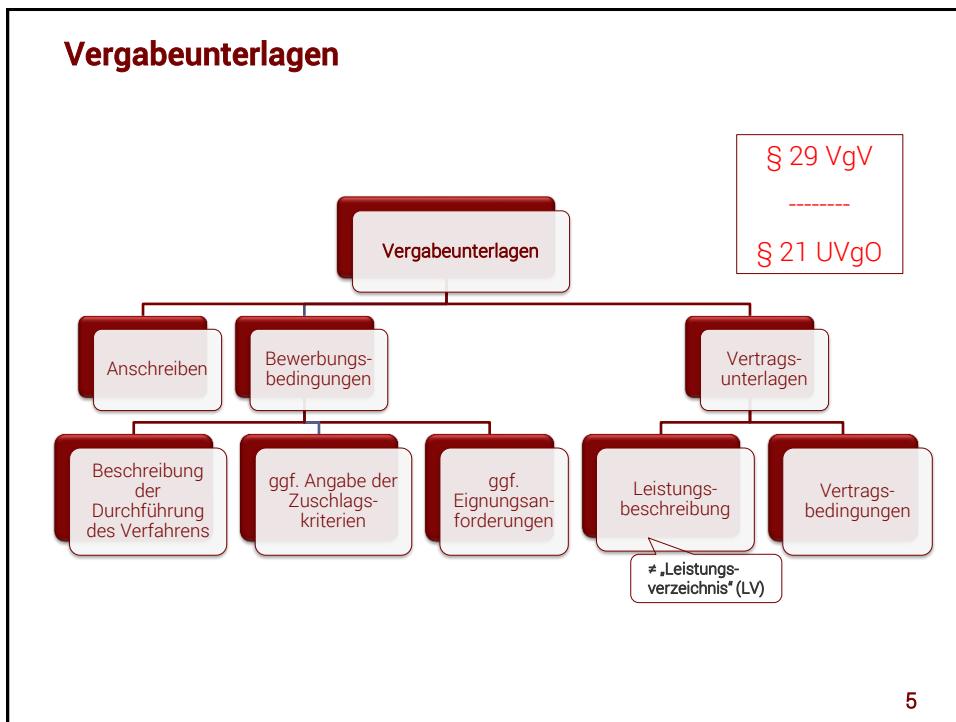 Vergabeunterlagen
§ 29 VgV
--------
§ 21 UVgO
Vergabeunterlagen
Anschreiben
Bewerbungs-
bedingungen
Vertrags-
unterlagen
Beschreibung
der
Durchführung
des Verfahrens
ggf. Angabe der
Zuschlags-
kriterien
ggf.
Eignungsan-
forderungen
Leistungs-
beschreibung
Vertrags-
bedingungen
≠ „Leistungs-
verzeichnis“ (LV)
5